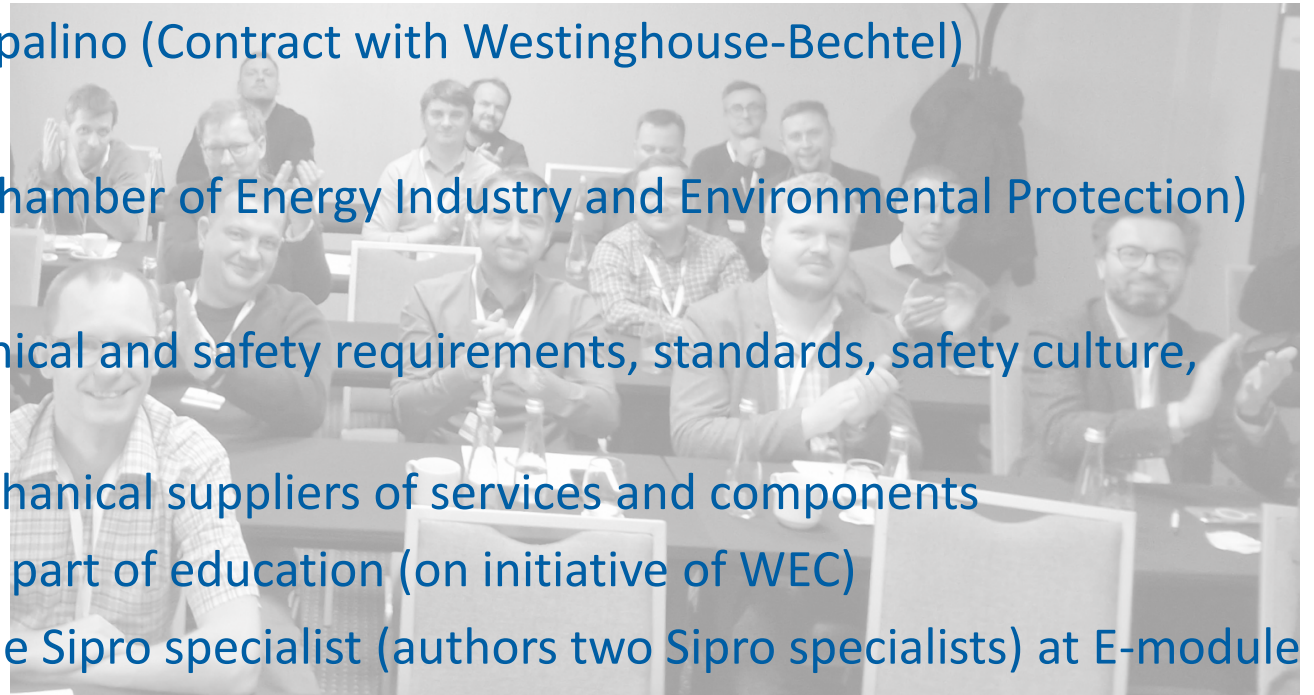 palino (Contract with Westinghouse-Bechtel)
hamber of Energy Industry and Environmental Protection)
nical and safety requirements, standards, safety culture,
hanical suppliers of services and components
part of education (on initiative of WEC)
e Sipro specialist (authors two Sipro specialists) at E-module